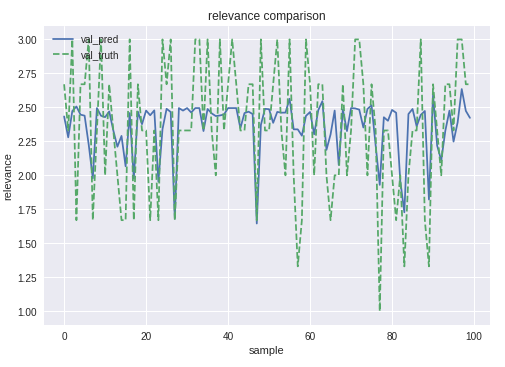 relevance comparison
val_pred
val_truth
3.00
2.75
2.50
2.25
2.00
1.75
1.50
1.25
1.00
relevance
0 20 40 60 80 100
sample